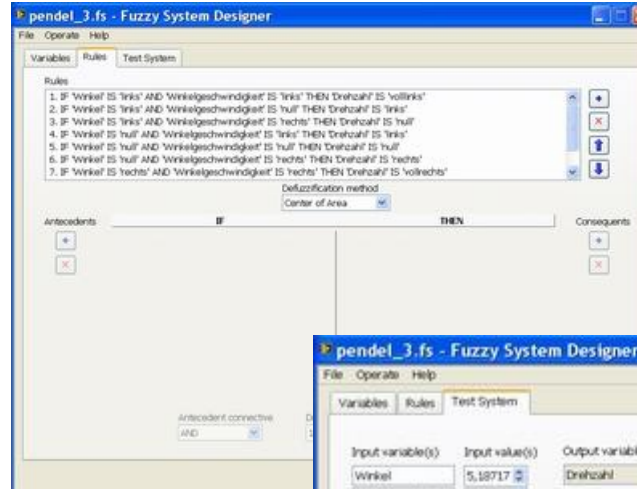 pendel_3.fs - Fuzzy System Designer
File Operate Help
Variables Rules Test System
Rules
1. IF 'Winkel' IS 'links' AND 'Winkelgeschwindigkeit' IS 'links' THEN 'Drehzahl' IS 'volllinks'
2. IF 'Winkel' IS 'links' AND 'Winkelgeschwindigkeit' IS 'null' THEN 'Drehzahl' IS 'links'
3. IF 'Winkel' IS 'links' AND 'Winkelgeschwindigkeit' IS 'rechts' THEN 'Drehzahl' IS 'null'
4. IF 'Winkel' IS 'null' AND 'Winkelgeschwindigkeit' IS 'links' THEN 'Drehzahl' IS 'links'
5. IF 'Winkel' IS 'null' AND 'Winkelgeschwindigkeit' IS 'null' THEN 'Drehzahl' IS 'null'
6. IF 'Winkel' IS 'null' AND 'Winkelgeschwindigkeit' IS 'rechts' THEN 'Drehzahl' IS 'rechts'
7. IF 'Winkel' IS 'rechts' AND 'Winkelgeschwindigkeit' IS 'rechts' THEN 'Drehzahl' IS 'vollrechts'
Defuzzification method
Center of Area
Antecedents IF THEN Consequents
Antecedent connective
AND
pendel_3.fs - Fuzzy System Designer
File Operate Help
Variables Rules Test System
Input variable(s) Input value(s) Output variabl
Winkel 5,18717 Drehzahl